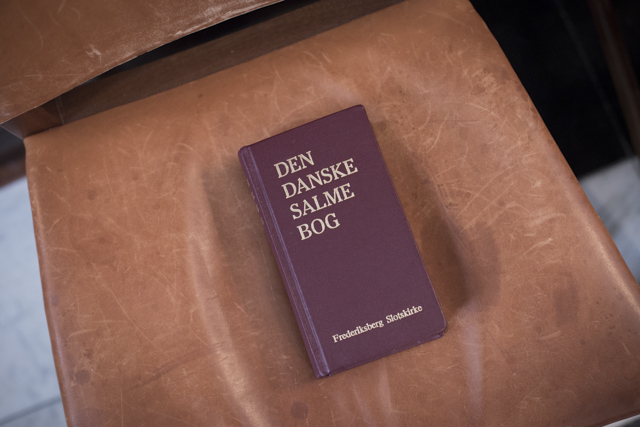 DEN
DANSKE
SALME
BOG
Frederiksberg Slotskirke